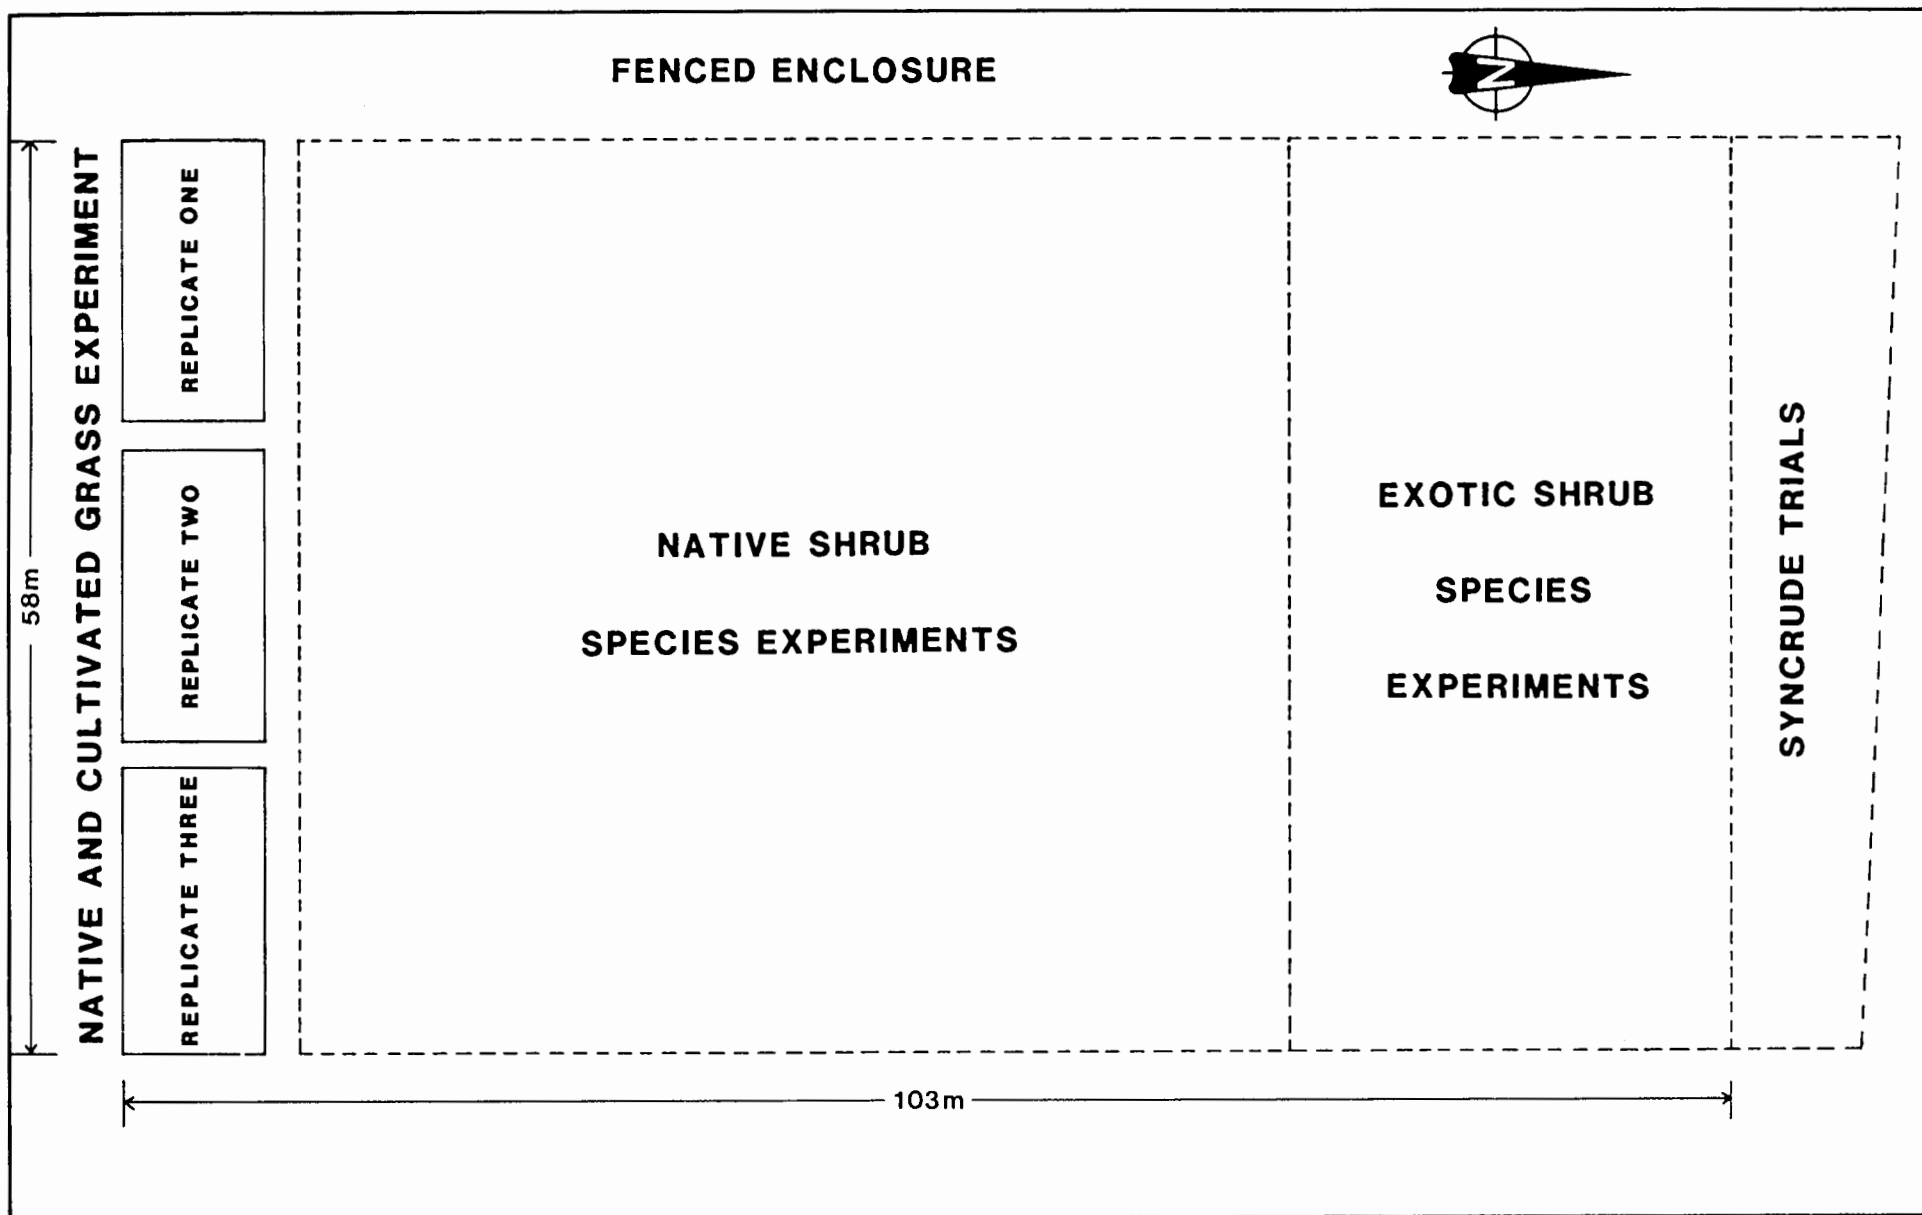 FENCED ENCLOSURE
N
58m
NATIVE AND CULTIVATED GRASS EXPERIMENT
REPLICATE ONE
REPLICATE TWO
REPLICATE THREE
NATIVE SHRUB
SPECIES EXPERIMENTS
EXOTIC SHRUB
SPECIES
EXPERIMENTS
SYNCRUDE TRIALS
103m